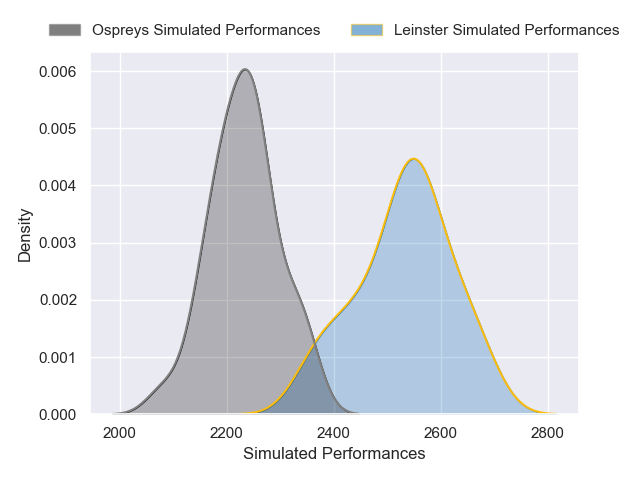 Ospreys Simulated Performances
Leinster Simulated Performances
0.006
0.005
0.004
0.003
0.002
0.001
0.000
Density
2000 2200 2400 2600 2800
Simulated Performances